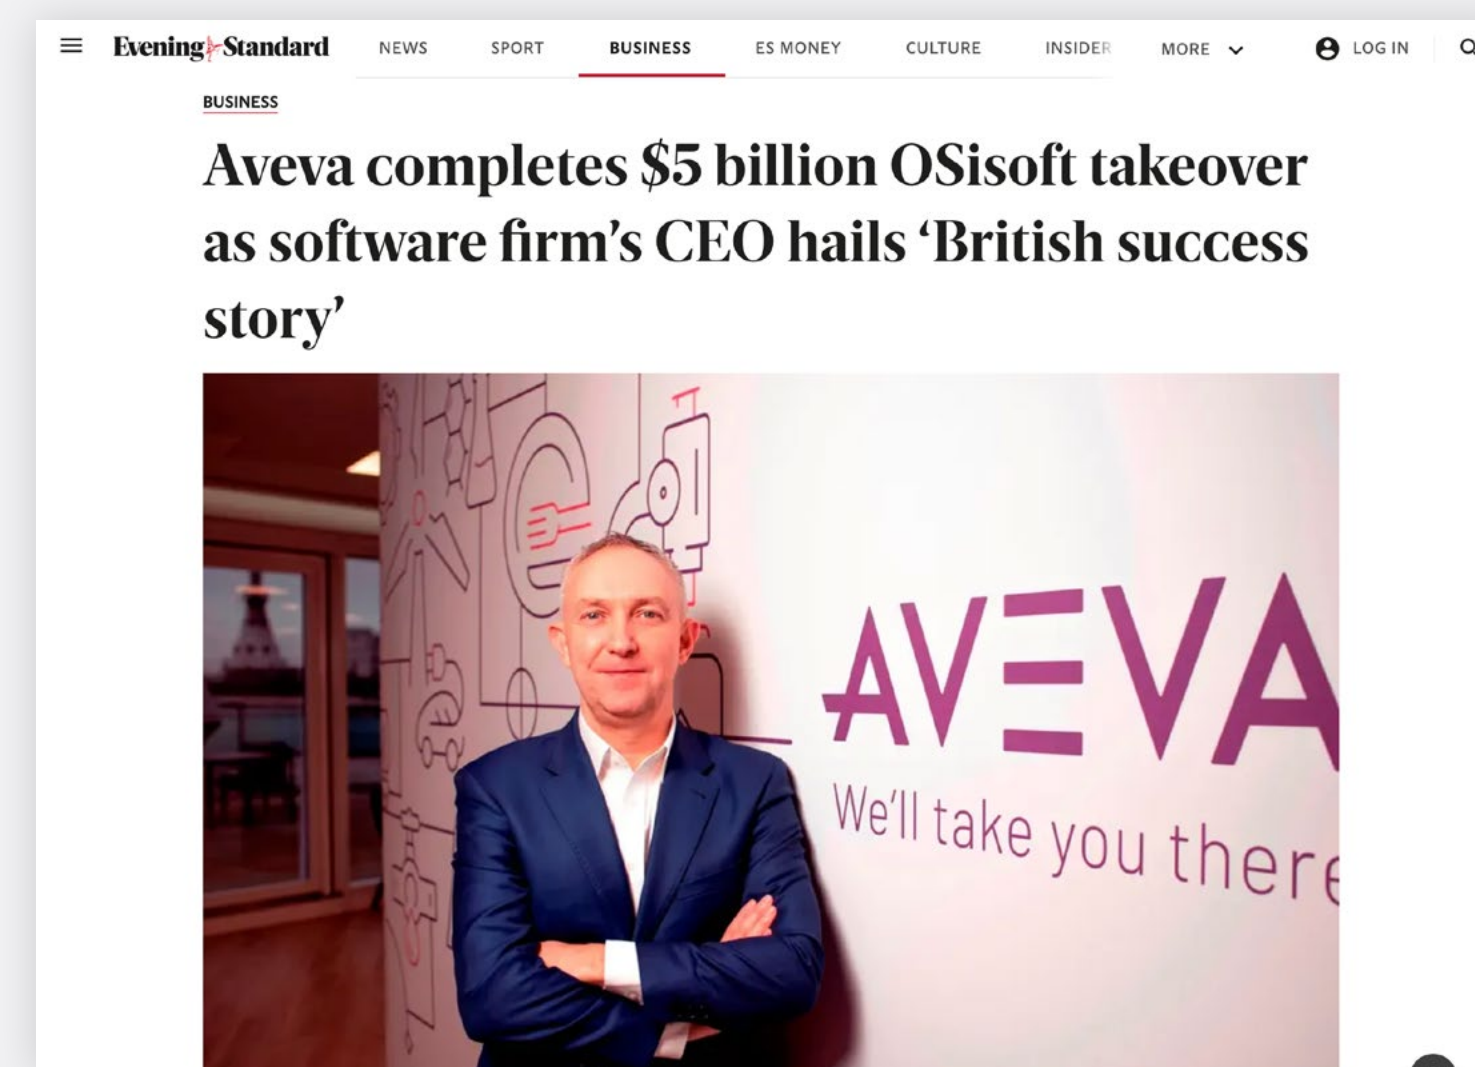 Evening Standard
NEWS
SPORT
BUSINESS
ES MONEY
CULTURE
INSIDER
MORE
LOG IN
BUSINESS
Aveva completes $5 billion OSisoft takeover
as software firm’s CEO hails ‘British success
story’
AVEVA
We'll take you there